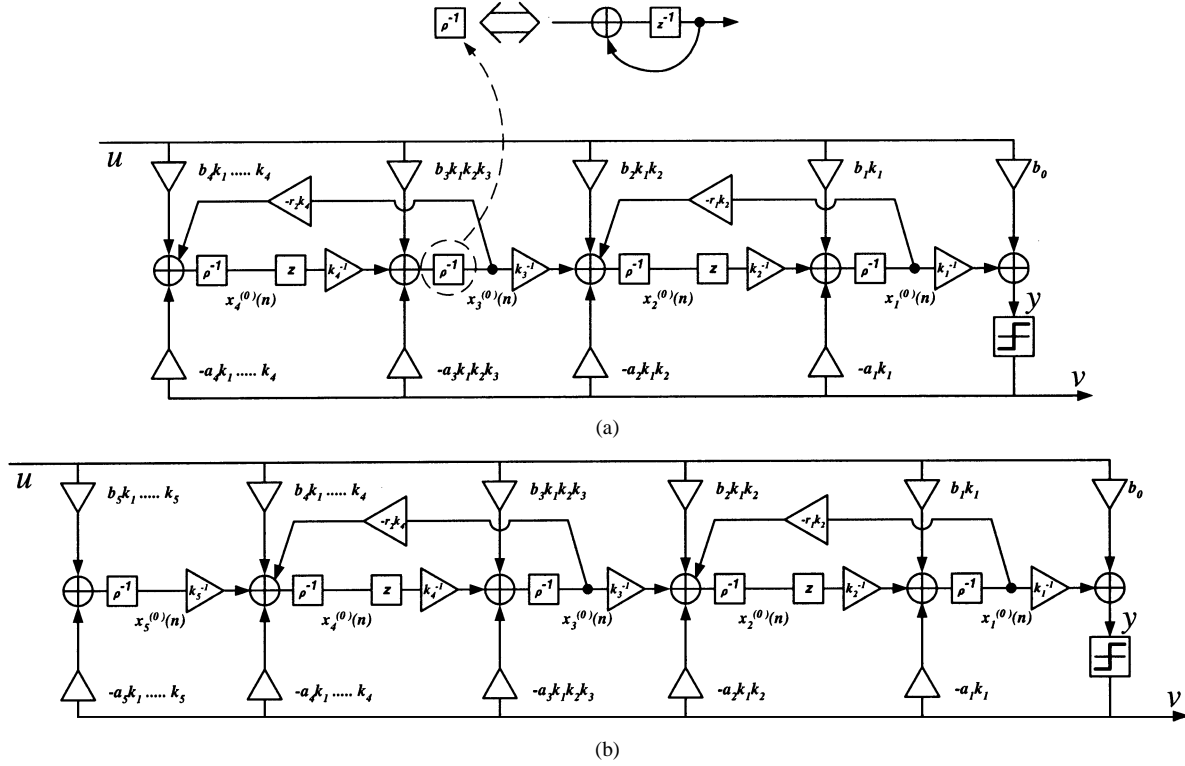 ρ⁻¹ z⁻¹
u
b₄k₁ ..... k₄ b₃k₁k₂k₃ b₂k₁k₂ b₁k₁ b₀
-r₂k₄ -r₁k₂
ρ⁻¹ z k₄⁻¹ ρ⁻¹ k₃⁻¹ ρ⁻¹ z k₂⁻¹ ρ⁻¹ k₁⁻¹
x₄⁽⁰⁾(n) x₃⁽⁰⁾(n) x₂⁽⁰⁾(n) x₁⁽⁰⁾(n) y
-a₄k₁ ..... k₄ -a₃k₁k₂k₃ -a₂k₁k₂ -a₁k₁ v
(a)
u
b₅k₁ ..... k₅ b₄k₁ ..... k₄ b₃k₁k₂k₃ b₂k₁k₂ b₁k₁ b₀
-r₂k₄ -r₁k₂
ρ⁻¹ k₅⁻¹ ρ⁻¹ z k₄⁻¹ ρ⁻¹ k₃⁻¹ ρ⁻¹ z k₂⁻¹ ρ⁻¹ k₁⁻¹
x₅⁽⁰⁾(n) x₄⁽⁰⁾(n) x₃⁽⁰⁾(n) x₂⁽⁰⁾(n) x₁⁽⁰⁾(n) y
-a₅k₁ ..... k₅ -a₄k₁ ..... k₄ -a₃k₁k₂k₃ -a₂k₁k₂ -a₁k₁ v
(b)